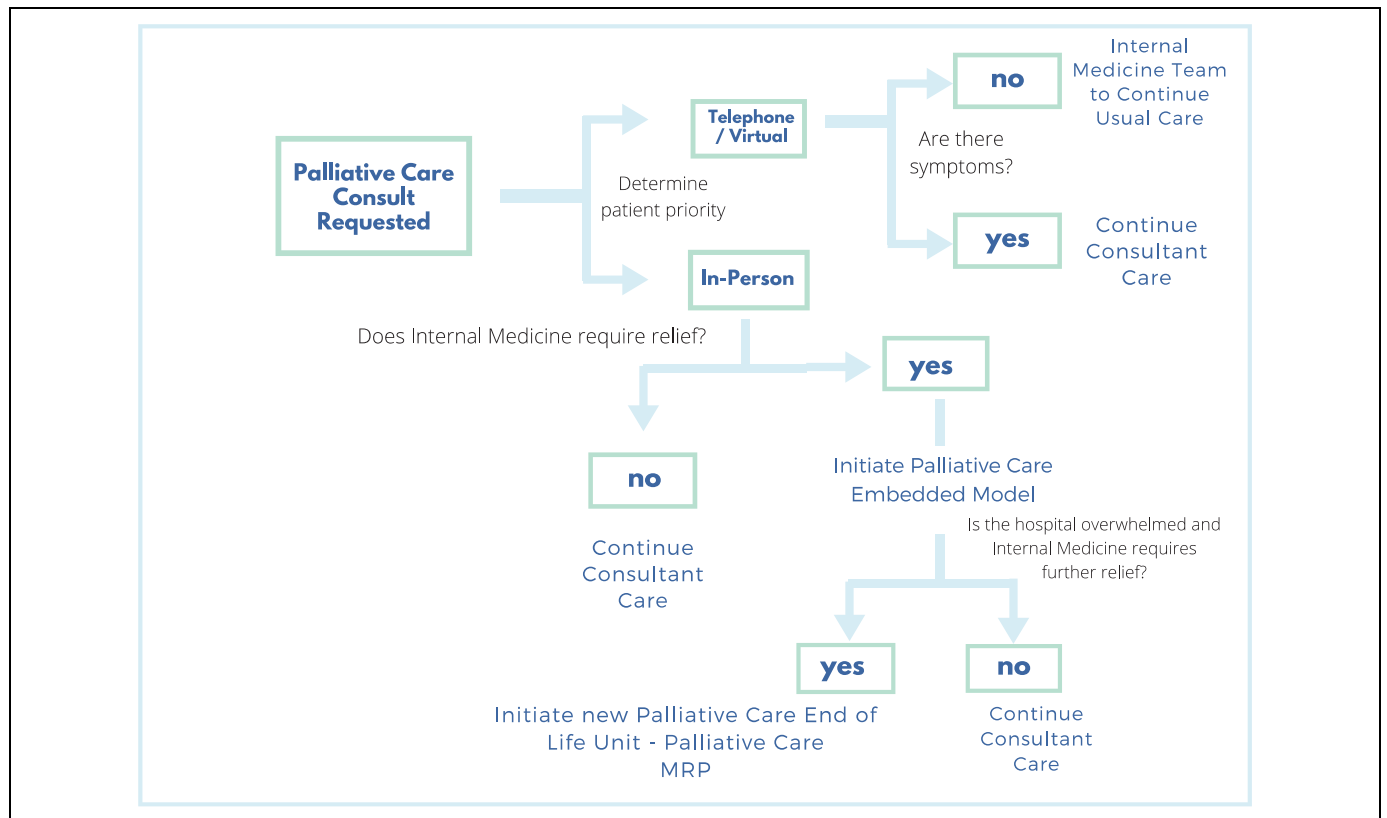 Palliative Care
Consult
Requested
Determine
patient priority
Telephone
/ Virtual
Are there
symptoms?
no
Internal
Medicine Team
to Continue
Usual Care
yes
Continue
Consultant
Care
In-Person
Does Internal Medicine require relief?
no
Continue
Consultant
Care
yes
Initiate Palliative Care
Embedded Model
Is the hospital overwhelmed and
Internal Medicine requires
further relief?
yes
Initiate new Palliative Care End of
Life Unit - Palliative Care
MRP
no
Continue
Consultant
Care